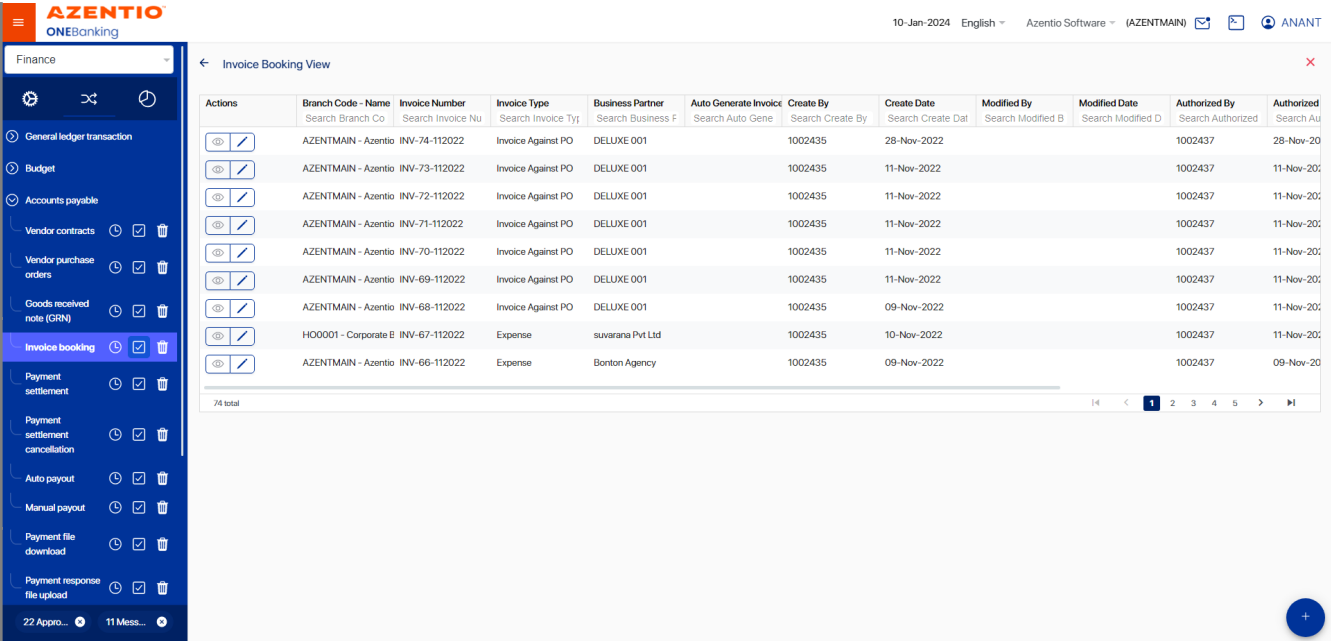 AZENTIO
ONEBanking
10-Jan-2024 English Azentio Software (AZENTMAIN) ANANT
Finance
General ledger transaction
Budget
Accounts payable
Vendor contracts
Vendor purchase
orders
Goods received
note (GRN)
Invoice booking
Payment
settlement
Payment
settlement
cancellation
Auto payout
Manual payout
Payment file
download
Payment response
file upload
22 Appro... 11 Mess...
Invoice Booking View
Actions Branch Code - Name Invoice Number Invoice Type Business Partner Auto Generate Invoice Create By Create Date Modified By Modified Date Authorized By Authorized
Search Branch Co Search Invoice Nu Search Invoice Typ Search Business P Search Auto Gene Search Create By Search Create Dat Search Modified B Search Modified D Search Authorized Search Au
AZENTMAIN - Azentio INV-74-112022 Invoice Against PO DELUXE 001 1002435 28-Nov-2022 1002437 28-Nov-20
AZENTMAIN - Azentio INV-73-112022 Invoice Against PO DELUXE 001 1002435 11-Nov-2022 1002437 11-Nov-202
AZENTMAIN - Azentio INV-72-112022 Invoice Against PO DELUXE 001 1002435 11-Nov-2022 1002437 11-Nov-202
AZENTMAIN - Azentio INV-71-112022 Invoice Against PO DELUXE 001 1002435 11-Nov-2022 1002437 11-Nov-202
AZENTMAIN - Azentio INV-70-112022 Invoice Against PO DELUXE 001 1002435 11-Nov-2022 1002437 11-Nov-202
AZENTMAIN - Azentio INV-69-112022 Invoice Against PO DELUXE 001 1002435 11-Nov-2022 1002437 11-Nov-202
AZENTMAIN - Azentio INV-68-112022 Invoice Against PO DELUXE 001 1002435 09-Nov-2022 1002437 11-Nov-202
HO0001 - Corporate B INV-67-112022 Expense suvarana Pvt Ltd 1002435 10-Nov-2022 1002437 11-Nov-202
AZENTMAIN - Azentio INV-66-112022 Expense Bonton Agency 1002435 09-Nov-2022 1002437 09-Nov-20
74 total 1 2 3 4 5